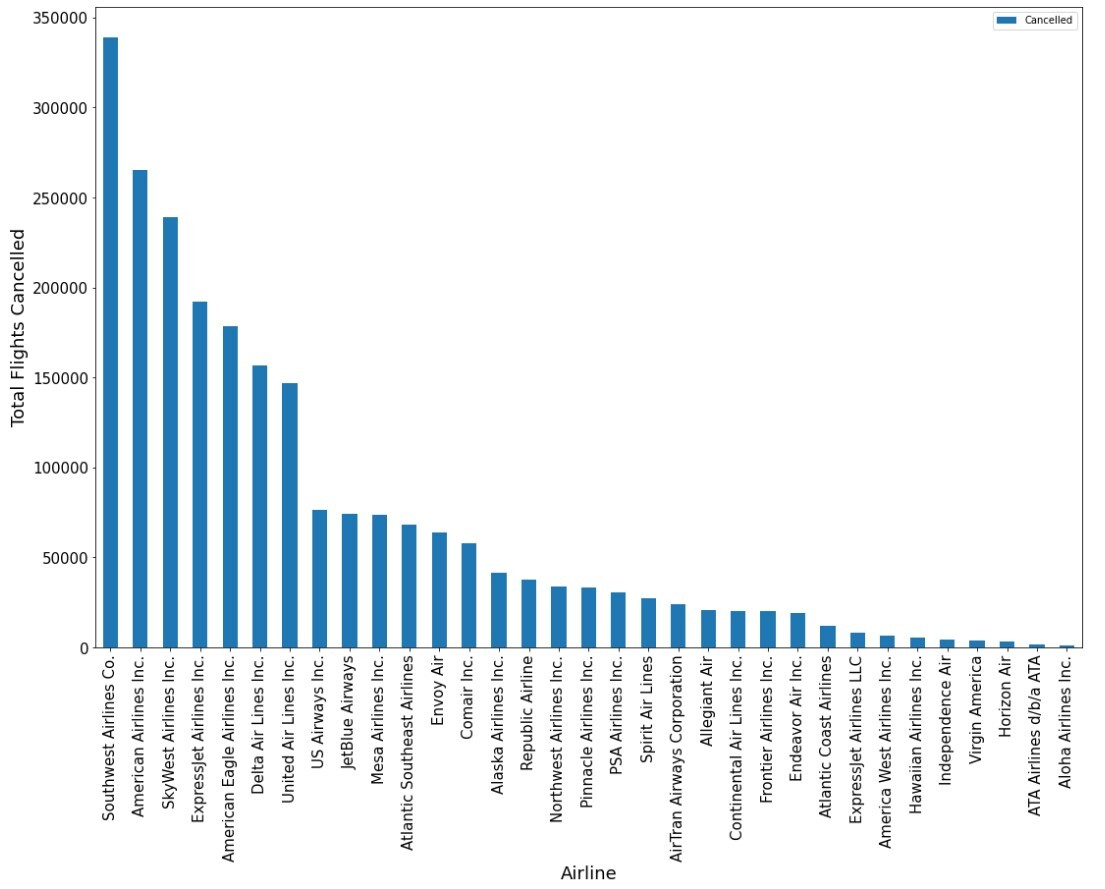 350000
300000
250000
200000
150000
100000
50000
0
Total Flights Cancelled
Cancelled
Southwest Airlines Co.
American Airlines Inc.
SkyWest Airlines Inc.
ExpressJet Airlines Inc.
American Eagle Airlines Inc.
Delta Air Lines Inc.
United Air Lines Inc.
US Airways Inc.
JetBlue Airways
Mesa Airlines Inc.
Atlantic Southeast Airlines
Envoy Air
Comair Inc.
Alaska Airlines Inc.
Republic Airline
Northwest Airlines Inc.
Pinnacle Airlines Inc.
PSA Airlines Inc.
Spirit Air Lines
AirTran Airways Corporation
Allegiant Air
Continental Air Lines Inc.
Frontier Airlines Inc.
Endeavor Air Inc.
Atlantic Coast Airlines
ExpressJet Airlines LLC
America West Airlines Inc.
Hawaiian Airlines Inc.
Independence Air
Virgin America
Horizon Air
ATA Airlines d/b/a ATA
Aloha Airlines Inc.
Airline